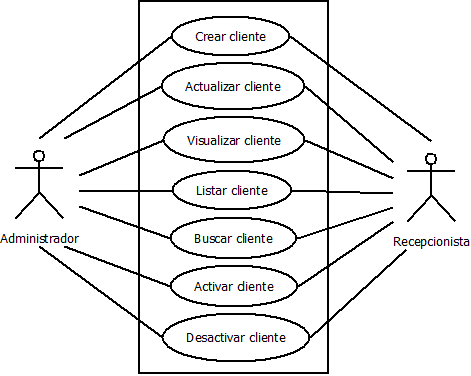 Crear cliente
Actualizar cliente
Visualizar cliente
Listar cliente
Administrador
Buscar cliente
Recepcionista
Activar cliente
Desactivar cliente